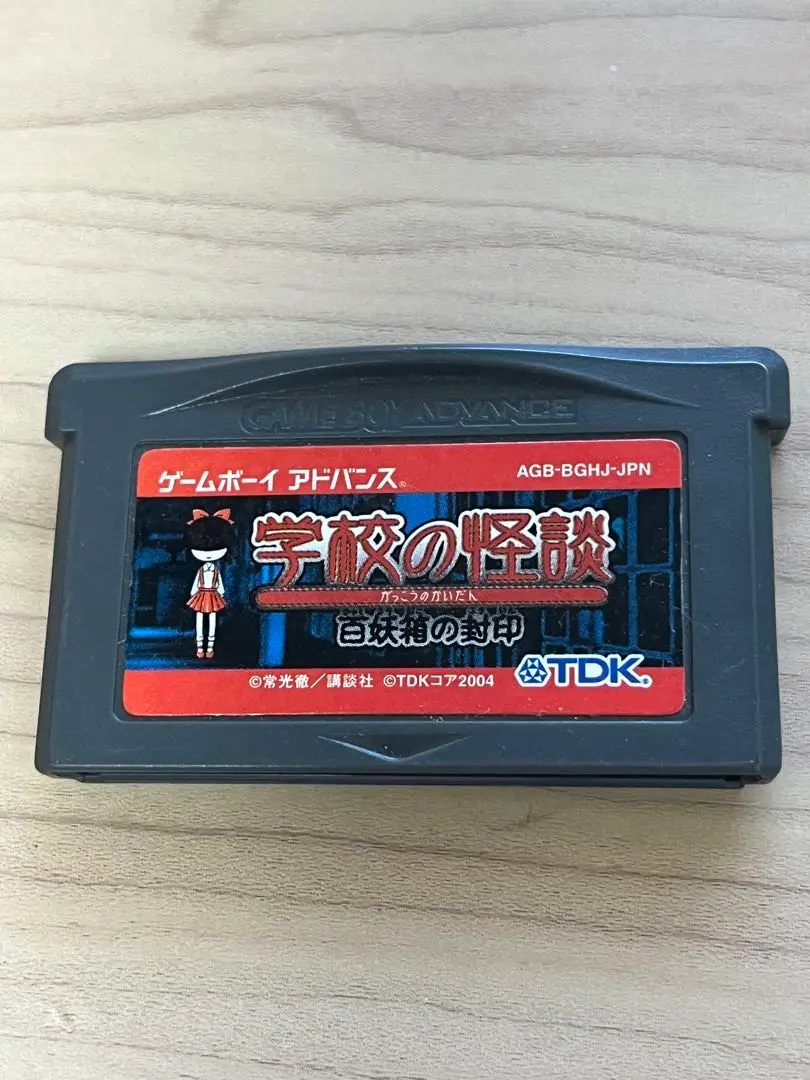 GAME BOY ADVANCE
ゲームボーイ アドバンス®
AGB-BGHJ-JPN
学校の怪談
がっこうのかいだん
百妖箱の封印
TDK®
©常光徹／講談社 ©TDKコア2004